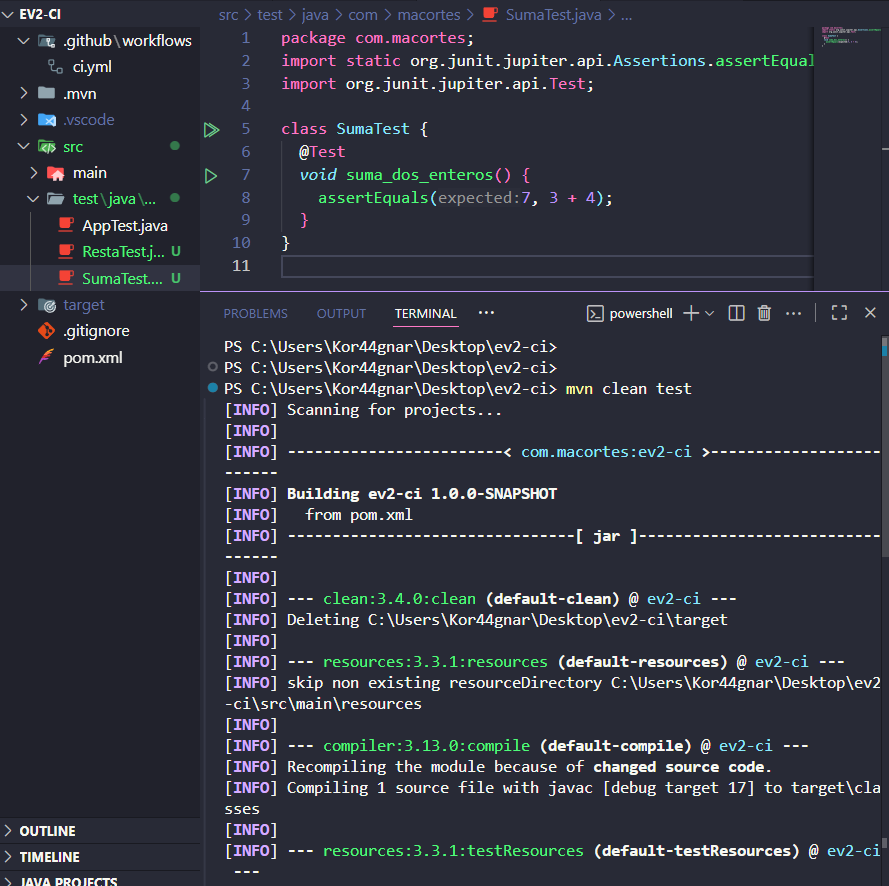 EV2-CI
.github\workflows
ci.yml
.mvn
.vscode
src
main
test\java\...
AppTest.java
RestaTest.j... U
SumaTest.... U
target
.gitignore
pom.xml
OUTLINE
TIMELINE
JAVA PROJECTS
src > test > java > com > macortes > SumaTest.java > ...
1 package com.macortes;
2 import static org.junit.jupiter.api.Assertions.assertEqual
3 import org.junit.jupiter.api.Test;
4
5 class SumaTest {
6 @Test
7 void suma_dos_enteros() {
8 assertEquals(expected:7, 3 + 4);
9 }
10 }
11
PROBLEMS OUTPUT TERMINAL ... powershell
PS C:\Users\Kor44gnar\Desktop\ev2-ci>
PS C:\Users\Kor44gnar\Desktop\ev2-ci>
PS C:\Users\Kor44gnar\Desktop\ev2-ci> mvn clean test
[INFO] Scanning for projects...
[INFO]
[INFO] ------------------------< com.macortes:ev2-ci >-------------------
------
[INFO] Building ev2-ci 1.0.0-SNAPSHOT
[INFO]   from pom.xml
[INFO] --------------------------------[ jar ]---------------------------
------
[INFO]
[INFO] --- clean:3.4.0:clean (default-clean) @ ev2-ci ---
[INFO] Deleting C:\Users\Kor44gnar\Desktop\ev2-ci\target
[INFO]
[INFO] --- resources:3.3.1:resources (default-resources) @ ev2-ci ---
[INFO] skip non existing resourceDirectory C:\Users\Kor44gnar\Desktop\ev2
-ci\src\main\resources
[INFO]
[INFO] --- compiler:3.13.0:compile (default-compile) @ ev2-ci ---
[INFO] Recompiling the module because of changed source code.
[INFO] Compiling 1 source file with javac [debug target 17] to target\cla
sses
[INFO]
[INFO] --- resources:3.3.1:testResources (default-testResources) @ ev2-ci
---